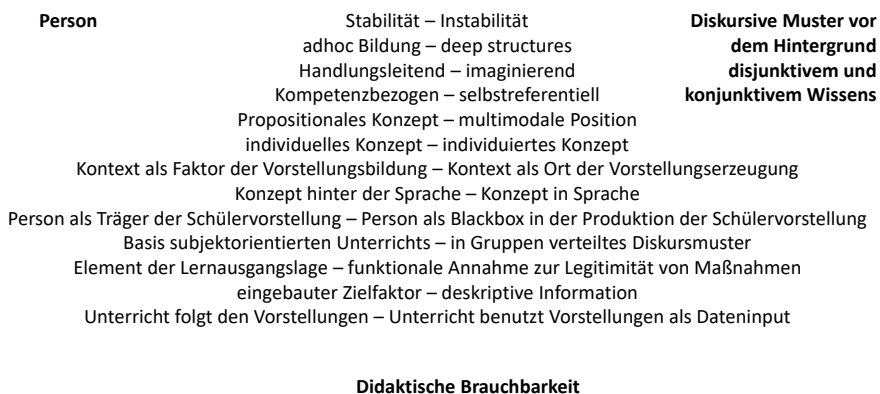 Person
Stabilität – Instabilität
Diskursive Muster vor
adhoc Bildung – deep structures
dem Hintergrund
Handlungsleitend – imaginierend
disjunktivem und
Kompetenzbezogen – selbstreferentiell
konjunktivem Wissens
Propositionales Konzept – multimodale Position
individuelles Konzept – individuiertes Konzept
Kontext als Faktor der Vorstellungsbildung – Kontext als Ort der Vorstellungserzeugung
Konzept hinter der Sprache – Konzept in Sprache
Person als Träger der Schülervorstellung – Person als Blackbox in der Produktion der Schülervorstellung
Basis subjektorientierten Unterrichts – in Gruppen verteiltes Diskursmuster
Element der Lernausgangslage – funktionale Annahme zur Legitimität von Maßnahmen
eingebauter Zielfaktor – deskriptive Information
Unterricht folgt den Vorstellungen – Unterricht benutzt Vorstellungen als Dateninput
Didaktische Brauchbarkeit